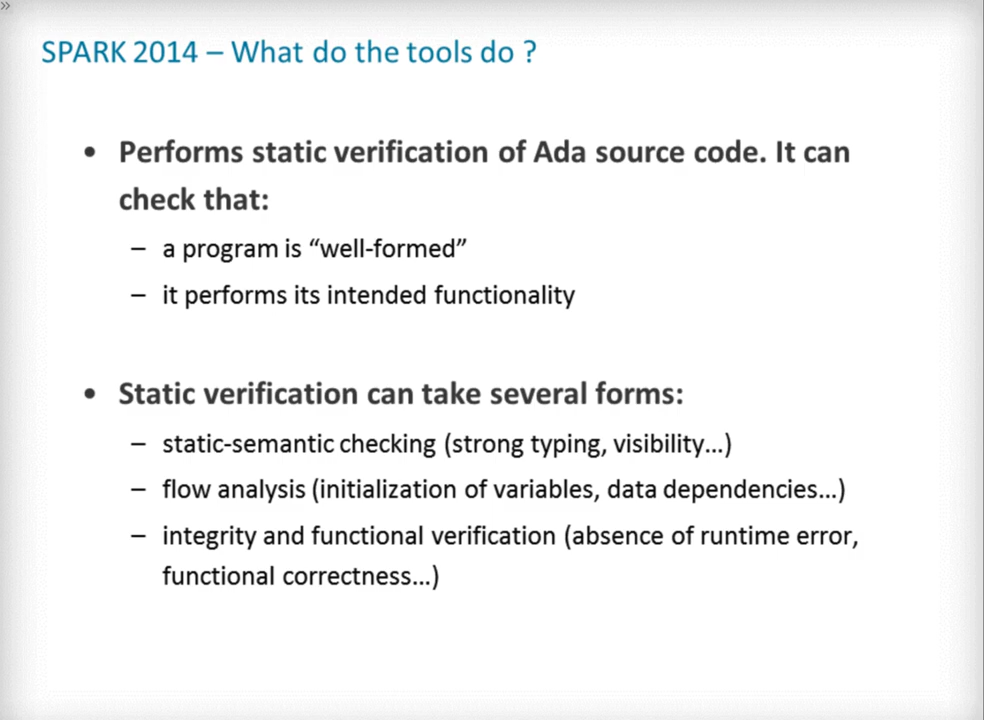 »
SPARK 2014 – What do the tools do ?
• Performs static verification of Ada source code. It can
check that:
– a program is “well-formed”
– it performs its intended functionality
• Static verification can take several forms:
– static-semantic checking (strong typing, visibility…)
– flow analysis (initialization of variables, data dependencies…)
– integrity and functional verification (absence of runtime error,
functional correctness…)